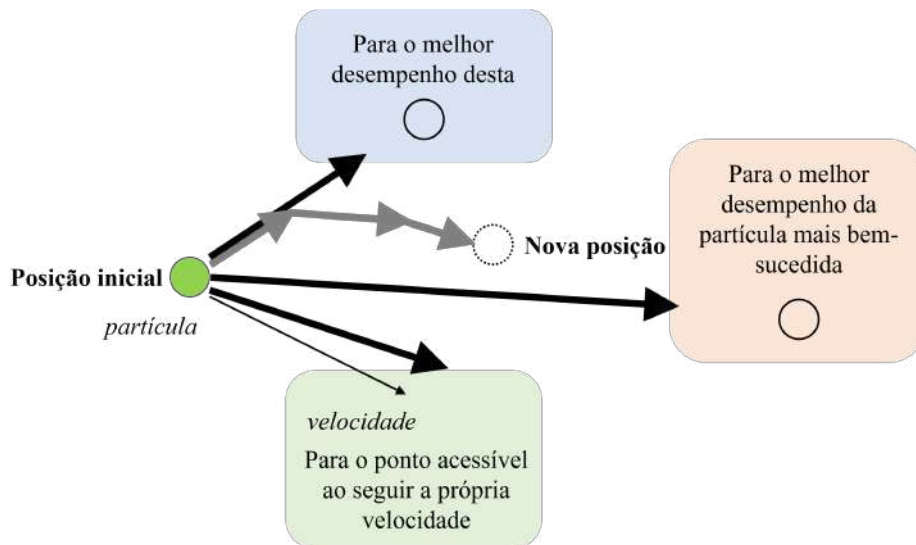 Para o melhor
desempenho desta
Para o melhor
desempenho da
partícula mais bem-
sucedida
Nova posição
Posição inicial
partícula
velocidade
Para o ponto acessível
ao seguir a própria
velocidade